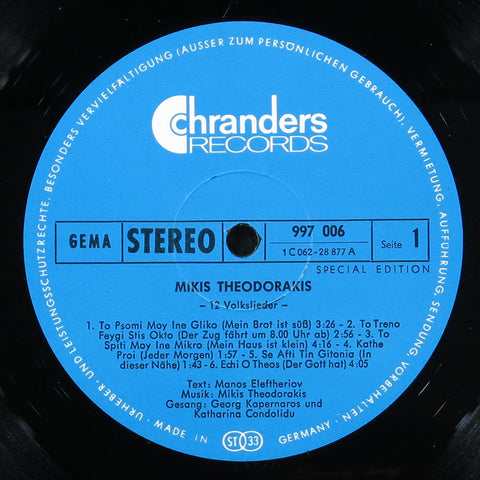 URHEBER- UND LEISTUNGSSCHUTZRECHTE, BESONDERS VERVIELFÄLTIGUNG (AUSSER ZUM PERSÖNLICHEN GEBRAUCH), VERMIETUNG, AUFFÜHRUNG, SENDUNG, VORBEHALTEN
chranders
RECORDS
GEMA STEREO 997 006 Seite 1
1 C 062-28 877 A
SPECIAL EDITION
MIKIS THEODORAKIS
– 12 Volkslieder –
1. To Psomi Moy Ine Gliko (Mein Brot ist süß) 3:26 - 2. To Treno
Feygi Stis Okto (Der Zug fährt um 8.00 Uhr ab) 2:56 - 3. To
Spiti Moy Ine Mikro (Mein Haus ist klein) 4:16 - 4. Kathe
Proi (Jeder Morgen) 1:57 - 5. Se Afti Tin Gitonia (In
dieser Nähe) 1:43 - 6. Echi O Theos (Der Gott hat) 4:05
Text: Manos Eleftheriov
Musik: Mikis Theodorakis
Gesang: Georg Kapernaros und
Katharina Condolidu
MADE IN GERMANY
ST 33